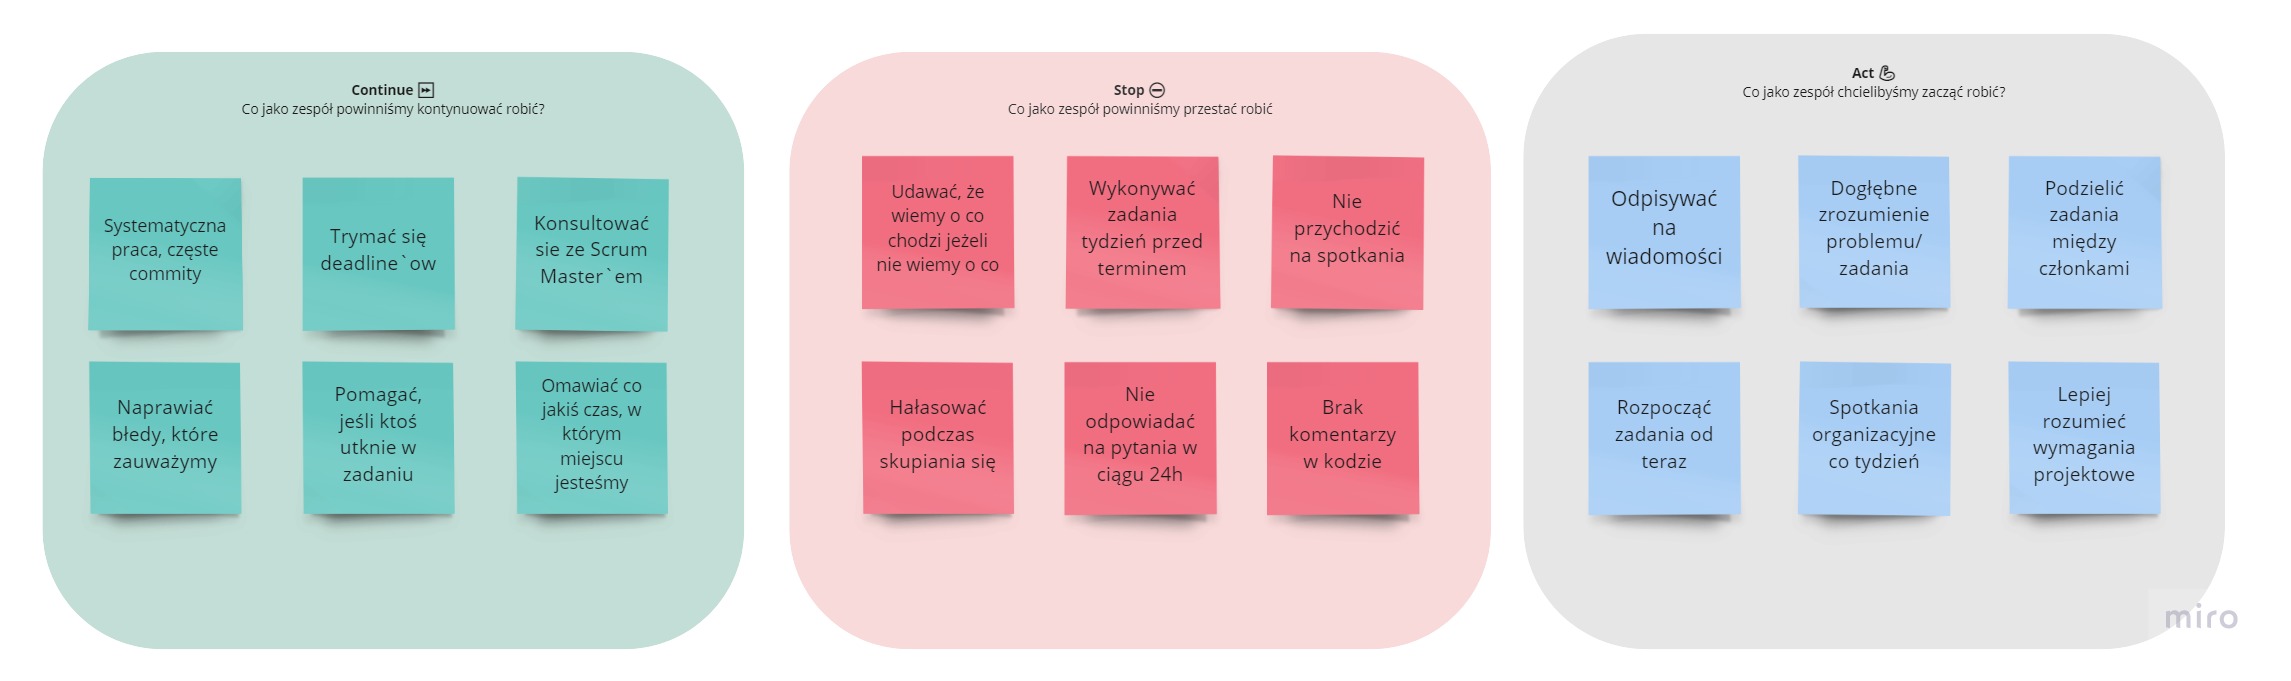 Continue
Co jako zespół powinniśmy kontynuować robić?
Systematyczna
praca, częste
commity
Trymać się
deadline`ow
Konsultować
sie ze Scrum
Master`em
Naprawiać
błedy, które
zauważymy
Pomagać,
jeśli ktoś
utknie w
zadaniu
Omawiać co
jakiś czas, w
którym
miejscu
jesteśmy
Stop
Co jako zespół powinniśmy przestać robić
Udawać, że
wiemy o co
chodzi jeżeli
nie wiemy o co
Wykonywać
zadania
tydzień przed
terminem
Nie
przychodzić
na spotkania
Hałasować
podczas
skupiania się
Nie
odpowiadać
na pytania w
ciągu 24h
Brak
komentarzy
w kodzie
Act
Co jako zespół chcielibyśmy zacząć robić?
Odpisywać
na
wiadomości
Dogłębne
zrozumienie
problemu/
zadania
Podzielić
zadania
między
członkami
Rozpocząć
zadania od
teraz
Spotkania
organizacyjne
co tydzień
Lepiej
rozumieć
wymagania
projektowe
miro